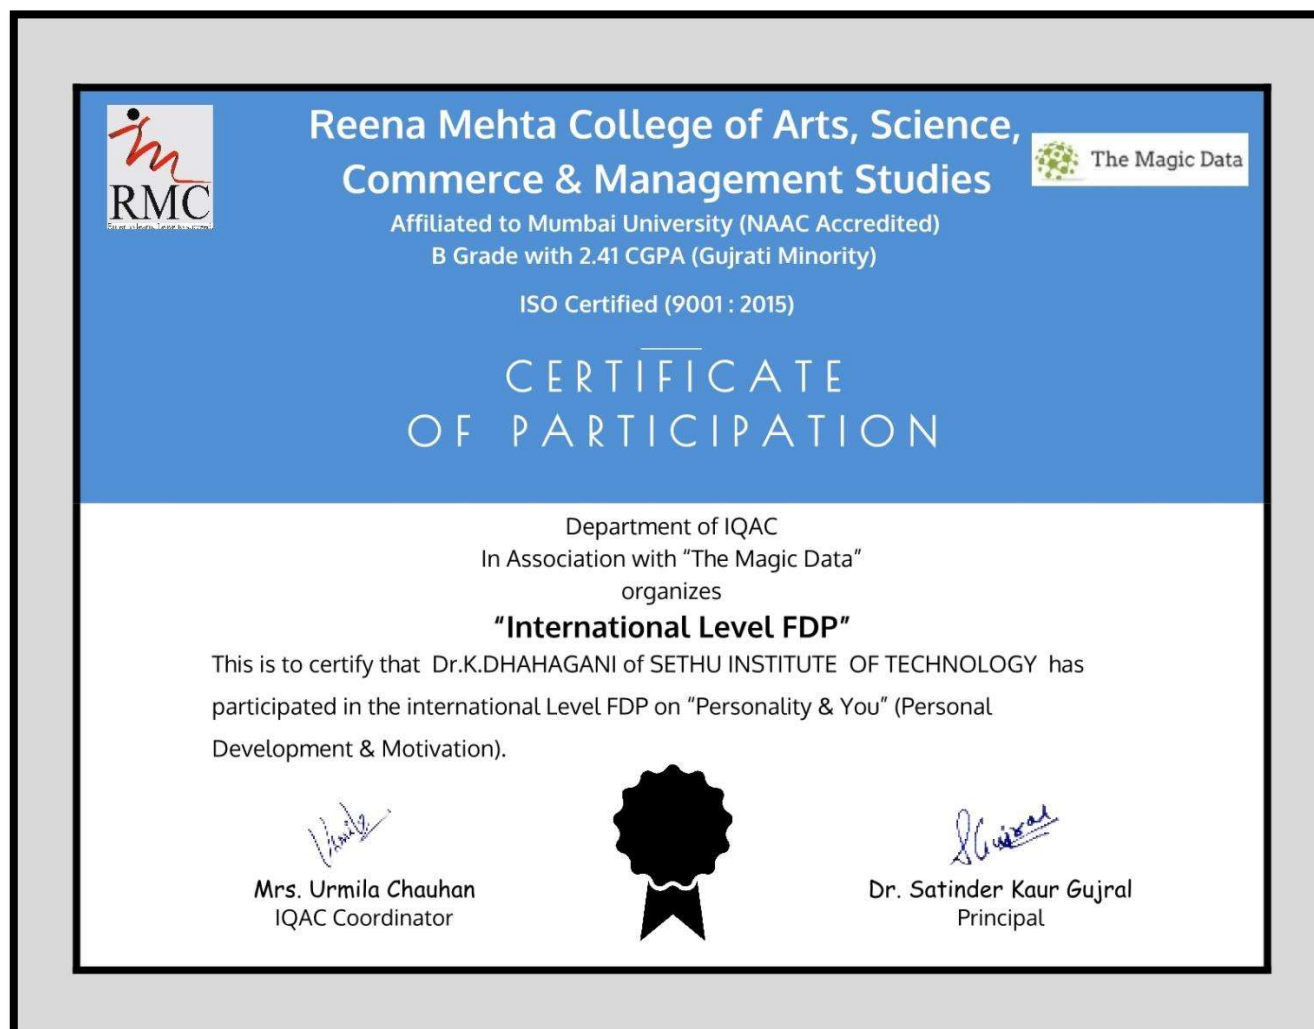 RMC
Reena Mehta College of Arts, Science,
Commerce & Management Studies
The Magic Data
Affiliated to Mumbai University (NAAC Accredited)
B Grade with 2.41 CGPA (Gujrati Minority)
ISO Certified (9001 : 2015)
CERTIFICATE
OF PARTICIPATION
Department of IQAC
In Association with “The Magic Data”
organizes
“International Level FDP”
This is to certify that Dr.K.DHAHAGANI of SETHU INSTITUTE OF TECHNOLOGY has
participated in the international Level FDP on “Personality & You” (Personal
Development & Motivation).
SGujral
Mrs. Urmila Chauhan
Dr. Satinder Kaur Gujral
IQAC Coordinator
Principal